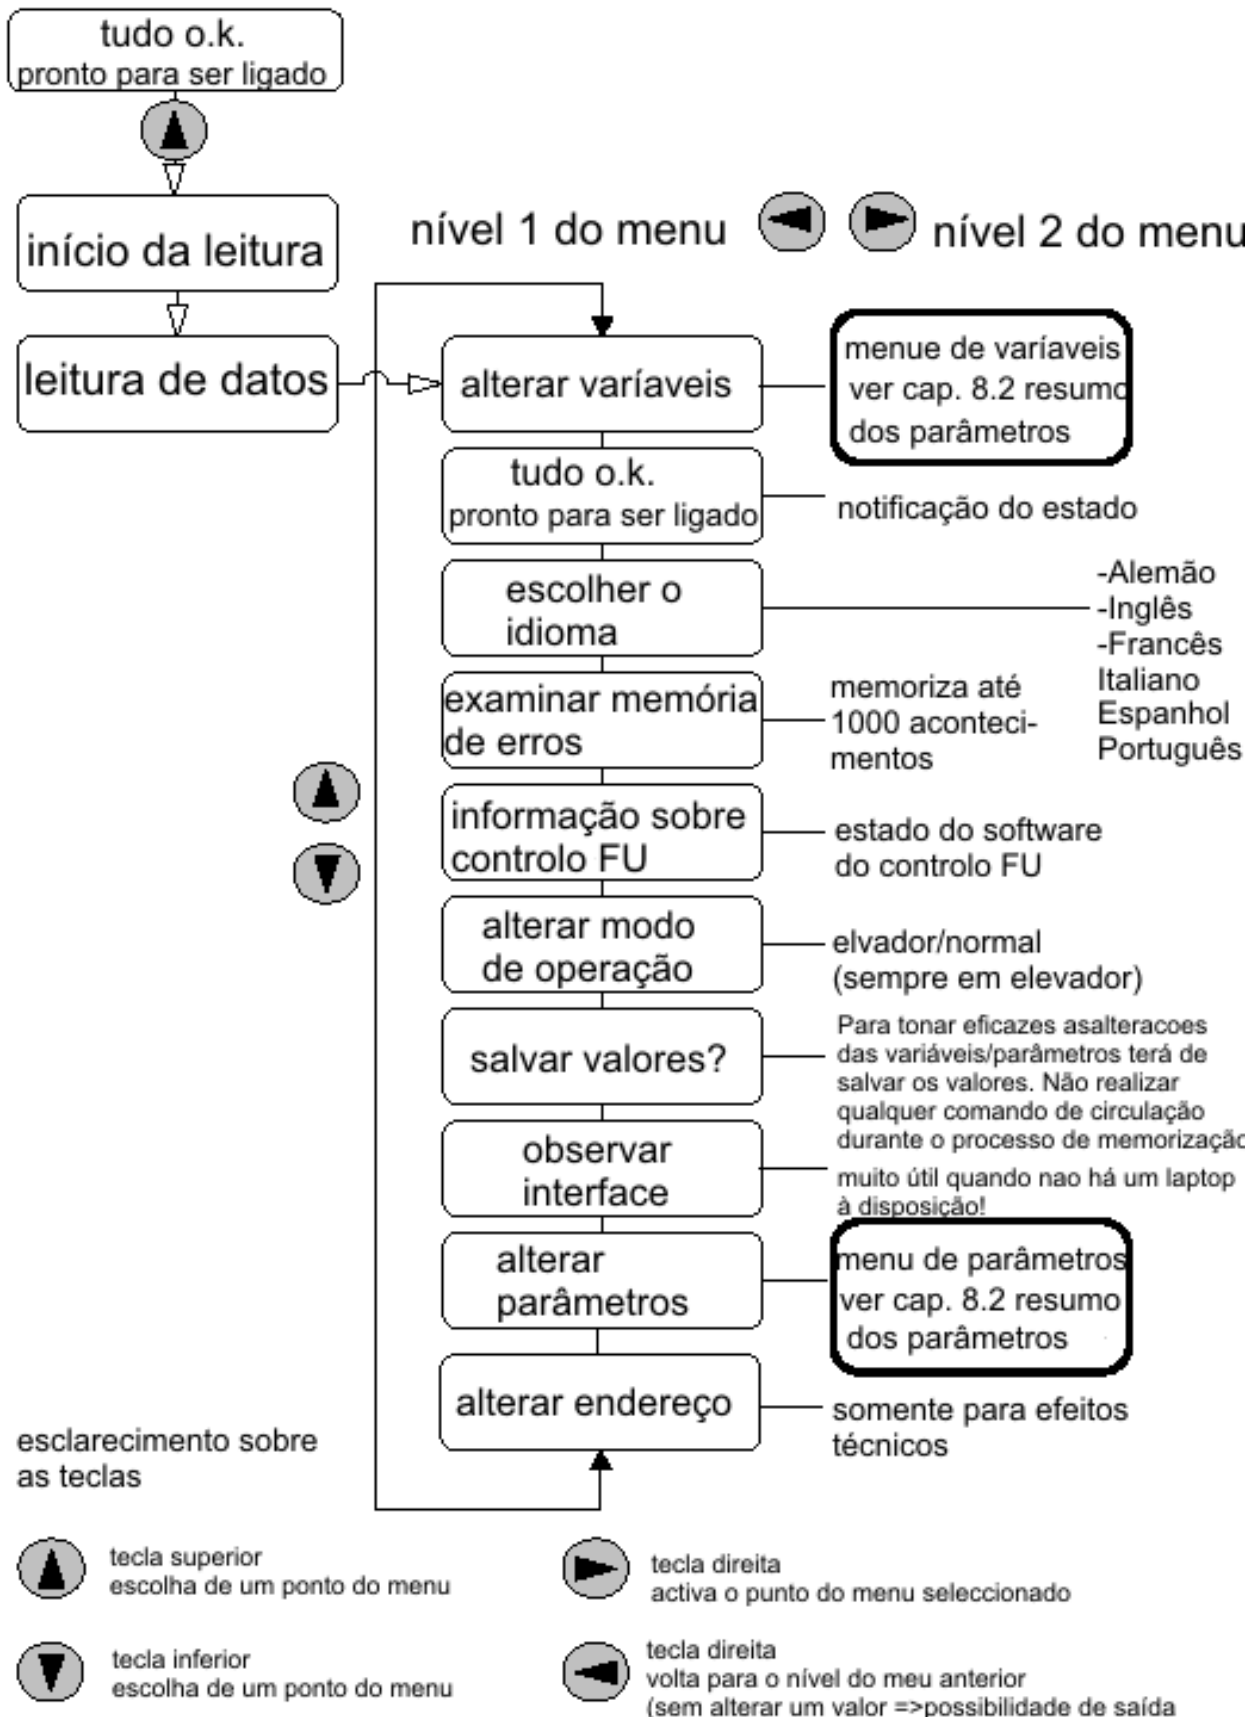 tudo o.k.
pronto para ser ligado
início da leitura
leitura de datos
nível 1 do menu
nível 2 do menu
alterar varíaveis
menue de varíaveis
ver cap. 8.2 resumo
dos parâmetros
tudo o.k.
pronto para ser ligado
notificação do estado
escolher o
idioma
-Alemão
-Inglês
-Francês
Italiano
Espanhol
Português
examinar memória
de erros
memoriza até
1000 aconteci-
mentos
informação sobre
controlo FU
estado do software
do controlo FU
alterar modo
de operação
elvador/normal
(sempre em elevador)
salvar valores?
Para tonar eficazes asalteracoes
das variáveis/parâmetros terá de
salvar os valores. Não realizar
qualquer comando de circulação
durante o processo de memorização
observar
interface
muito útil quando nao há um laptop
à disposição!
alterar
parâmetros
menu de parâmetros
ver cap. 8.2 resumo
dos parâmetros
alterar endereço
somente para efeitos
técnicos
esclarecimento sobre
as teclas
tecla superior
escolha de um ponto do menu
tecla direita
activa o punto do menu seleccionado
tecla inferior
escolha de um ponto do menu
tecla direita
volta para o nível do meu anterior
(sem alterar um valor =>possibilidade de saída